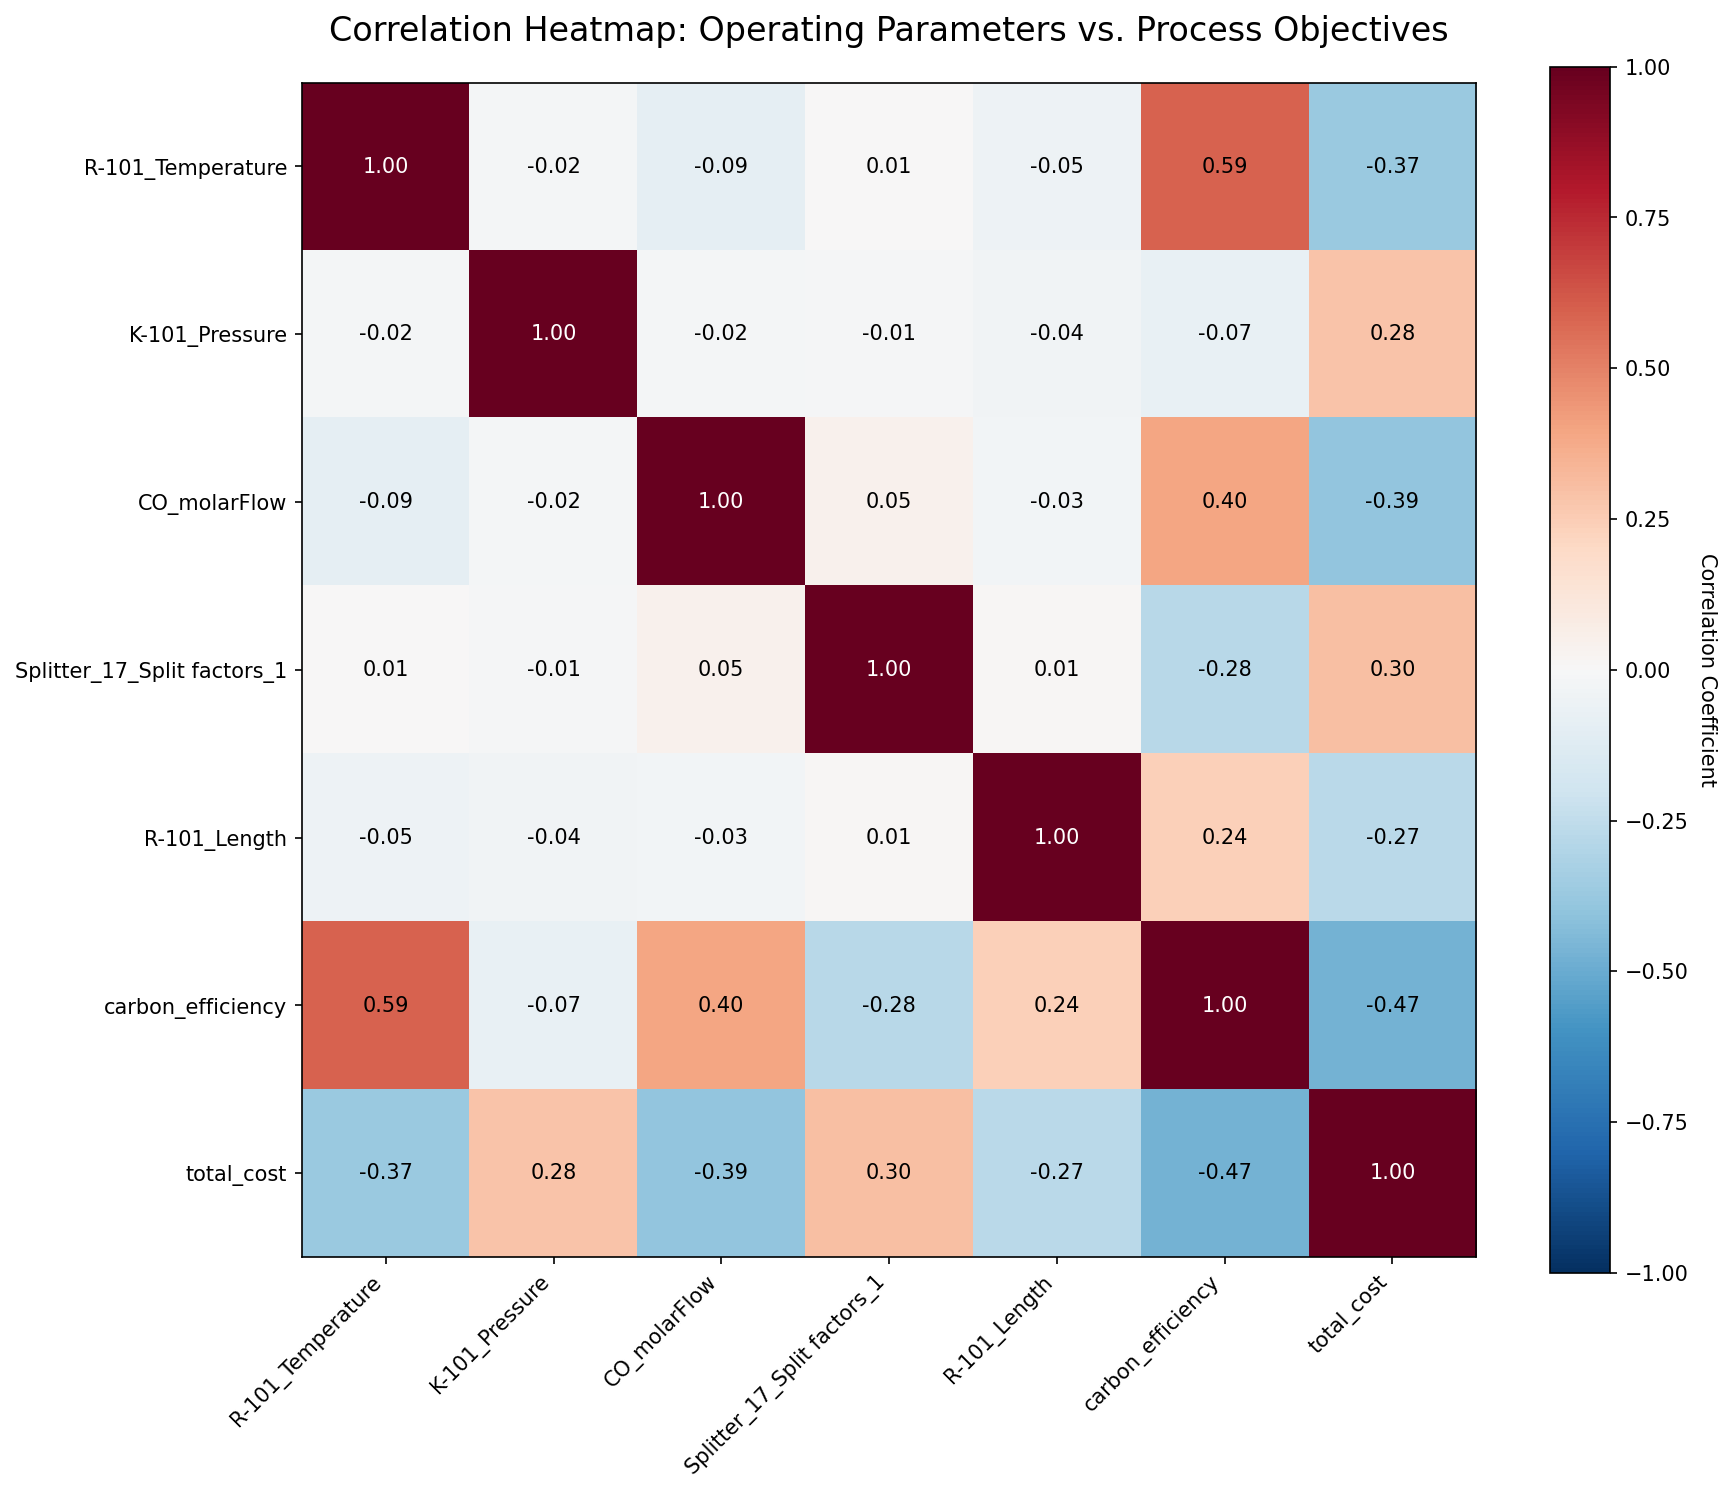 Correlation Heatmap: Operating Parameters vs. Process Objectives
R-101_Temperature 1.00 -0.02 -0.09 0.01 -0.05 0.59 -0.37
K-101_Pressure -0.02 1.00 -0.02 -0.01 -0.04 -0.07 0.28
CO_molarFlow -0.09 -0.02 1.00 0.05 -0.03 0.40 -0.39
Splitter_17_Split factors_1 0.01 -0.01 0.05 1.00 0.01 -0.28 0.30
R-101_Length -0.05 -0.04 -0.03 0.01 1.00 0.24 -0.27
carbon_efficiency 0.59 -0.07 0.40 -0.28 0.24 1.00 -0.47
total_cost -0.37 0.28 -0.39 0.30 -0.27 -0.47 1.00
R-101_Temperature
K-101_Pressure
CO_molarFlow
Splitter_17_Split factors_1
R-101_Length
carbon_efficiency
total_cost
1.00
0.75
0.50
0.25
0.00
−0.25
−0.50
−0.75
−1.00
Correlation Coefficient